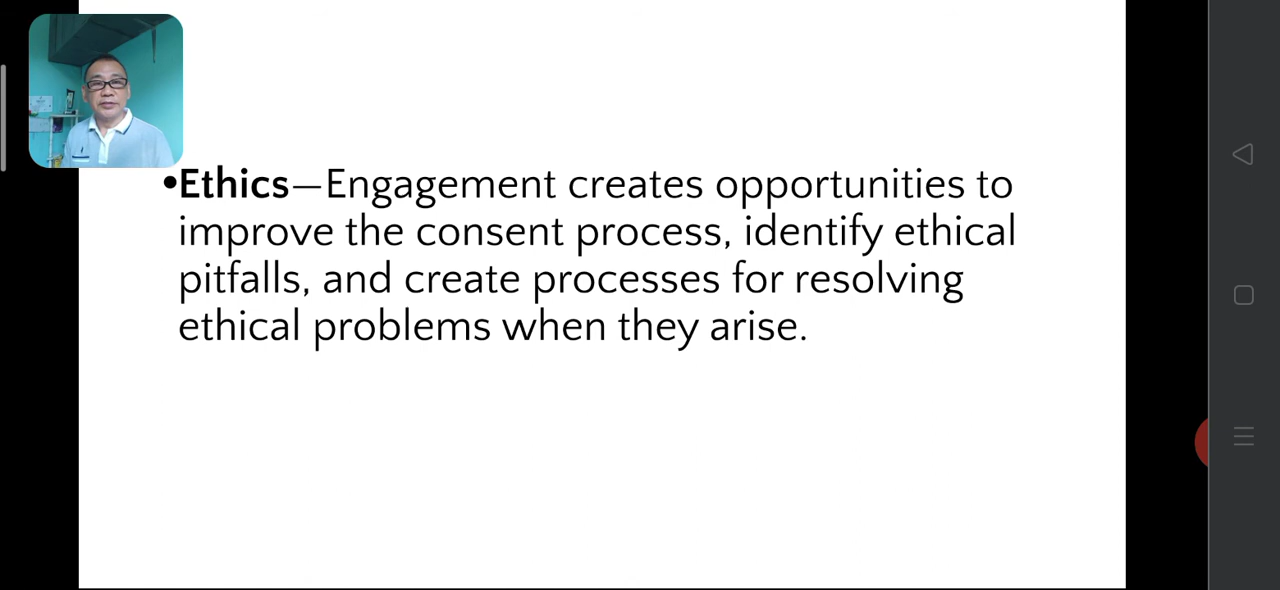 •Ethics—Engagement creates opportunities to
improve the consent process, identify ethical
pitfalls, and create processes for resolving
ethical problems when they arise.